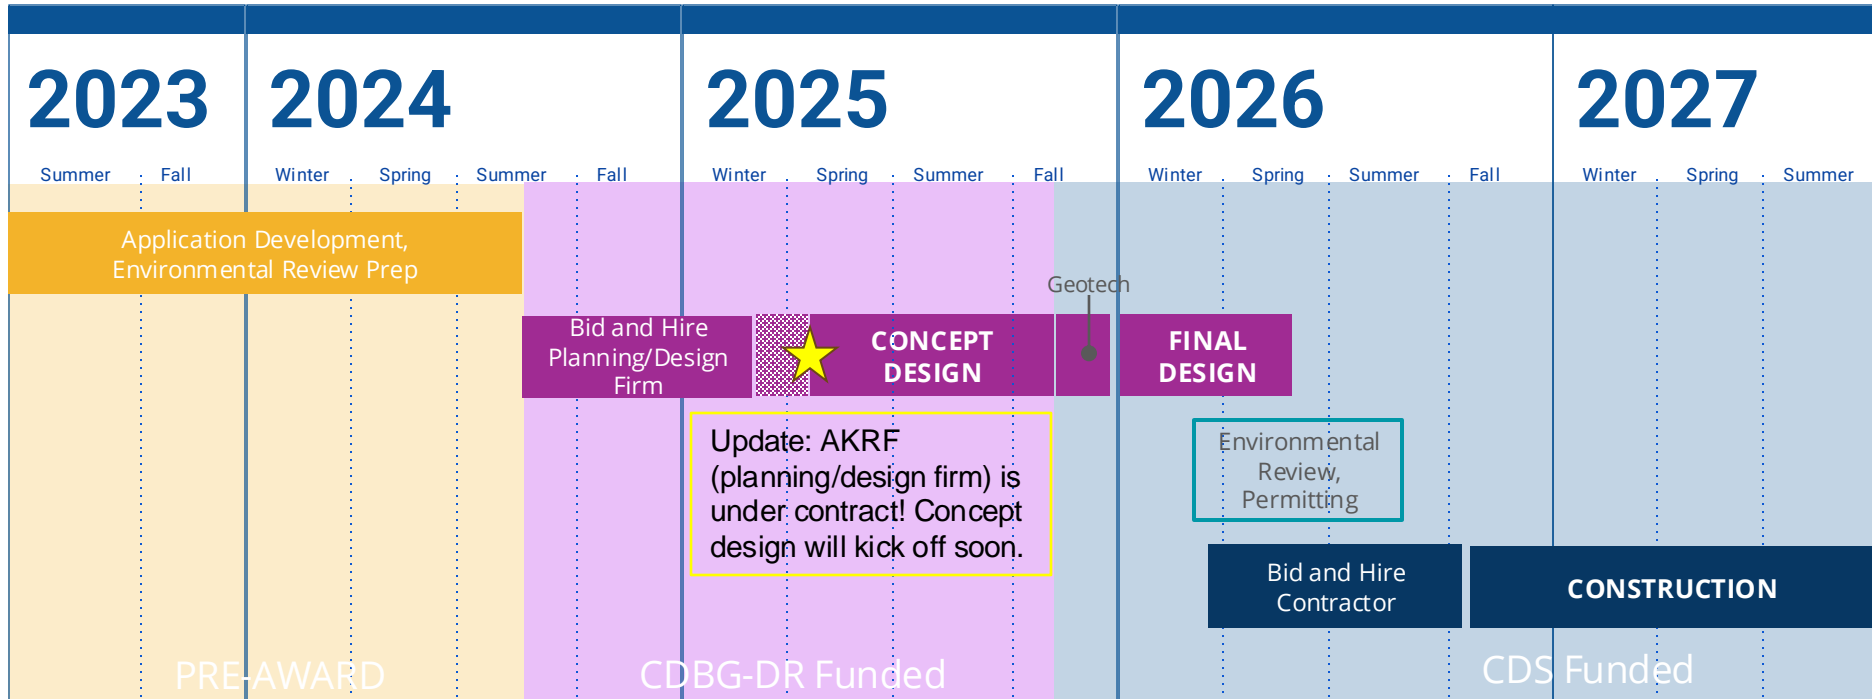 2023
2024
2025
2026
2027
Summer Fall Winter Spring Summer Fall Winter Spring Summer Fall Winter Spring Summer Fall Winter Spring Summer
Application Development,
Environmental Review Prep
Geotech
Bid and Hire
Planning/Design
Firm
CONCEPT
DESIGN
FINAL
DESIGN
Update: AKRF
(planning/design firm) is
under contract! Concept
design will kick off soon.
Environmental
Review,
Permitting
Bid and Hire
Contractor
CONSTRUCTION
PRE-AWARD
CDBG-DR Funded
CDS Funded